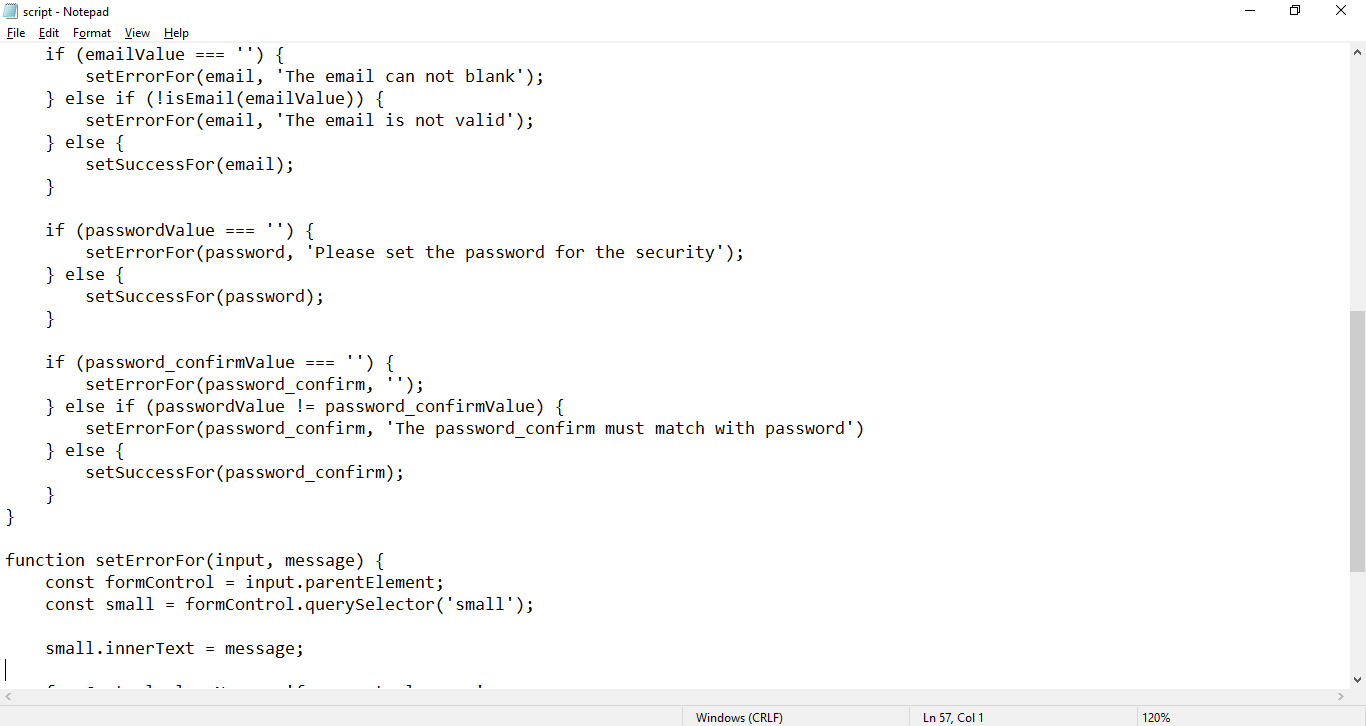 script - Notepad
File Edit Format View Help
    if (emailValue === '') {
        setErrorFor(email, 'The email can not blank');
    } else if (!isEmail(emailValue)) {
        setErrorFor(email, 'The email is not valid');
    } else {
        setSuccessFor(email);
    }

    if (passwordValue === '') {
        setErrorFor(password, 'Please set the password for the security');
    } else {
        setSuccessFor(password);
    }

    if (password_confirmValue === '') {
        setErrorFor(password_confirm, '');
    } else if (passwordValue != password_confirmValue) {
        setErrorFor(password_confirm, 'The password_confirm must match with password')
    } else {
        setSuccessFor(password_confirm);
    }
}

function setErrorFor(input, message) {
    const formControl = input.parentElement;
    const small = formControl.querySelector('small');

    small.innerText = message;
Windows (CRLF) Ln 57, Col 1 120%